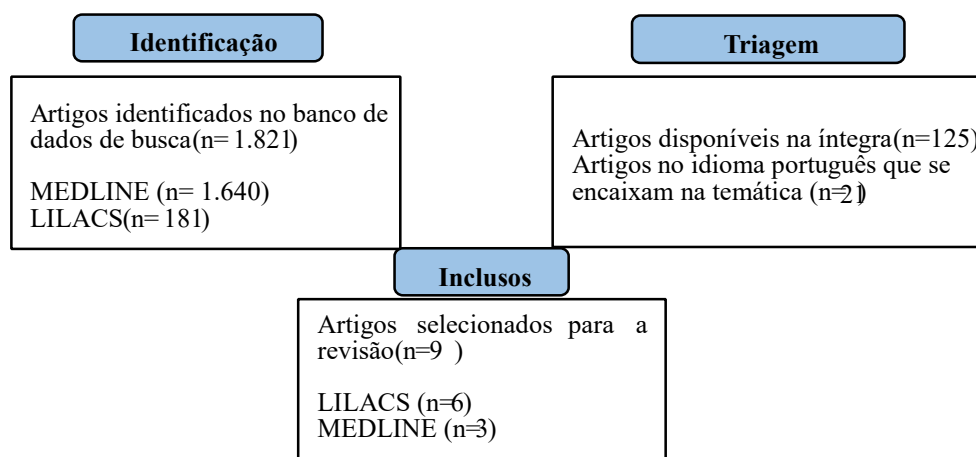 Identificação
Artigos identificados no banco de
dados de busca(n= 1.821)
MEDLINE (n= 1.640)
LILACS(n= 181)
Triagem
Artigos disponíveis na íntegra(n=125)
Artigos no idioma português que se
encaixam na temática (n=21)
Inclusos
Artigos selecionados para a
revisão(n=9 )
LILACS (n=6)
MEDLINE (n=3)